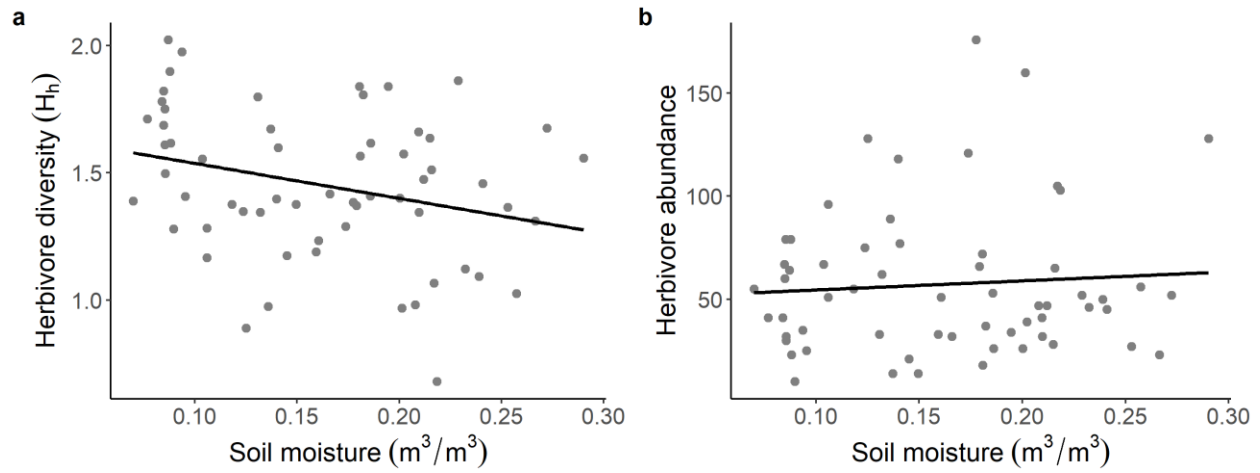 a
Herbivore diversity (Hₕ)
2.0
1.5
1.0
0.10 0.15 0.20 0.25 0.30
Soil moisture (m³/m³)
b
Herbivore abundance
150
100
50
0.10 0.15 0.20 0.25 0.30
Soil moisture (m³/m³)